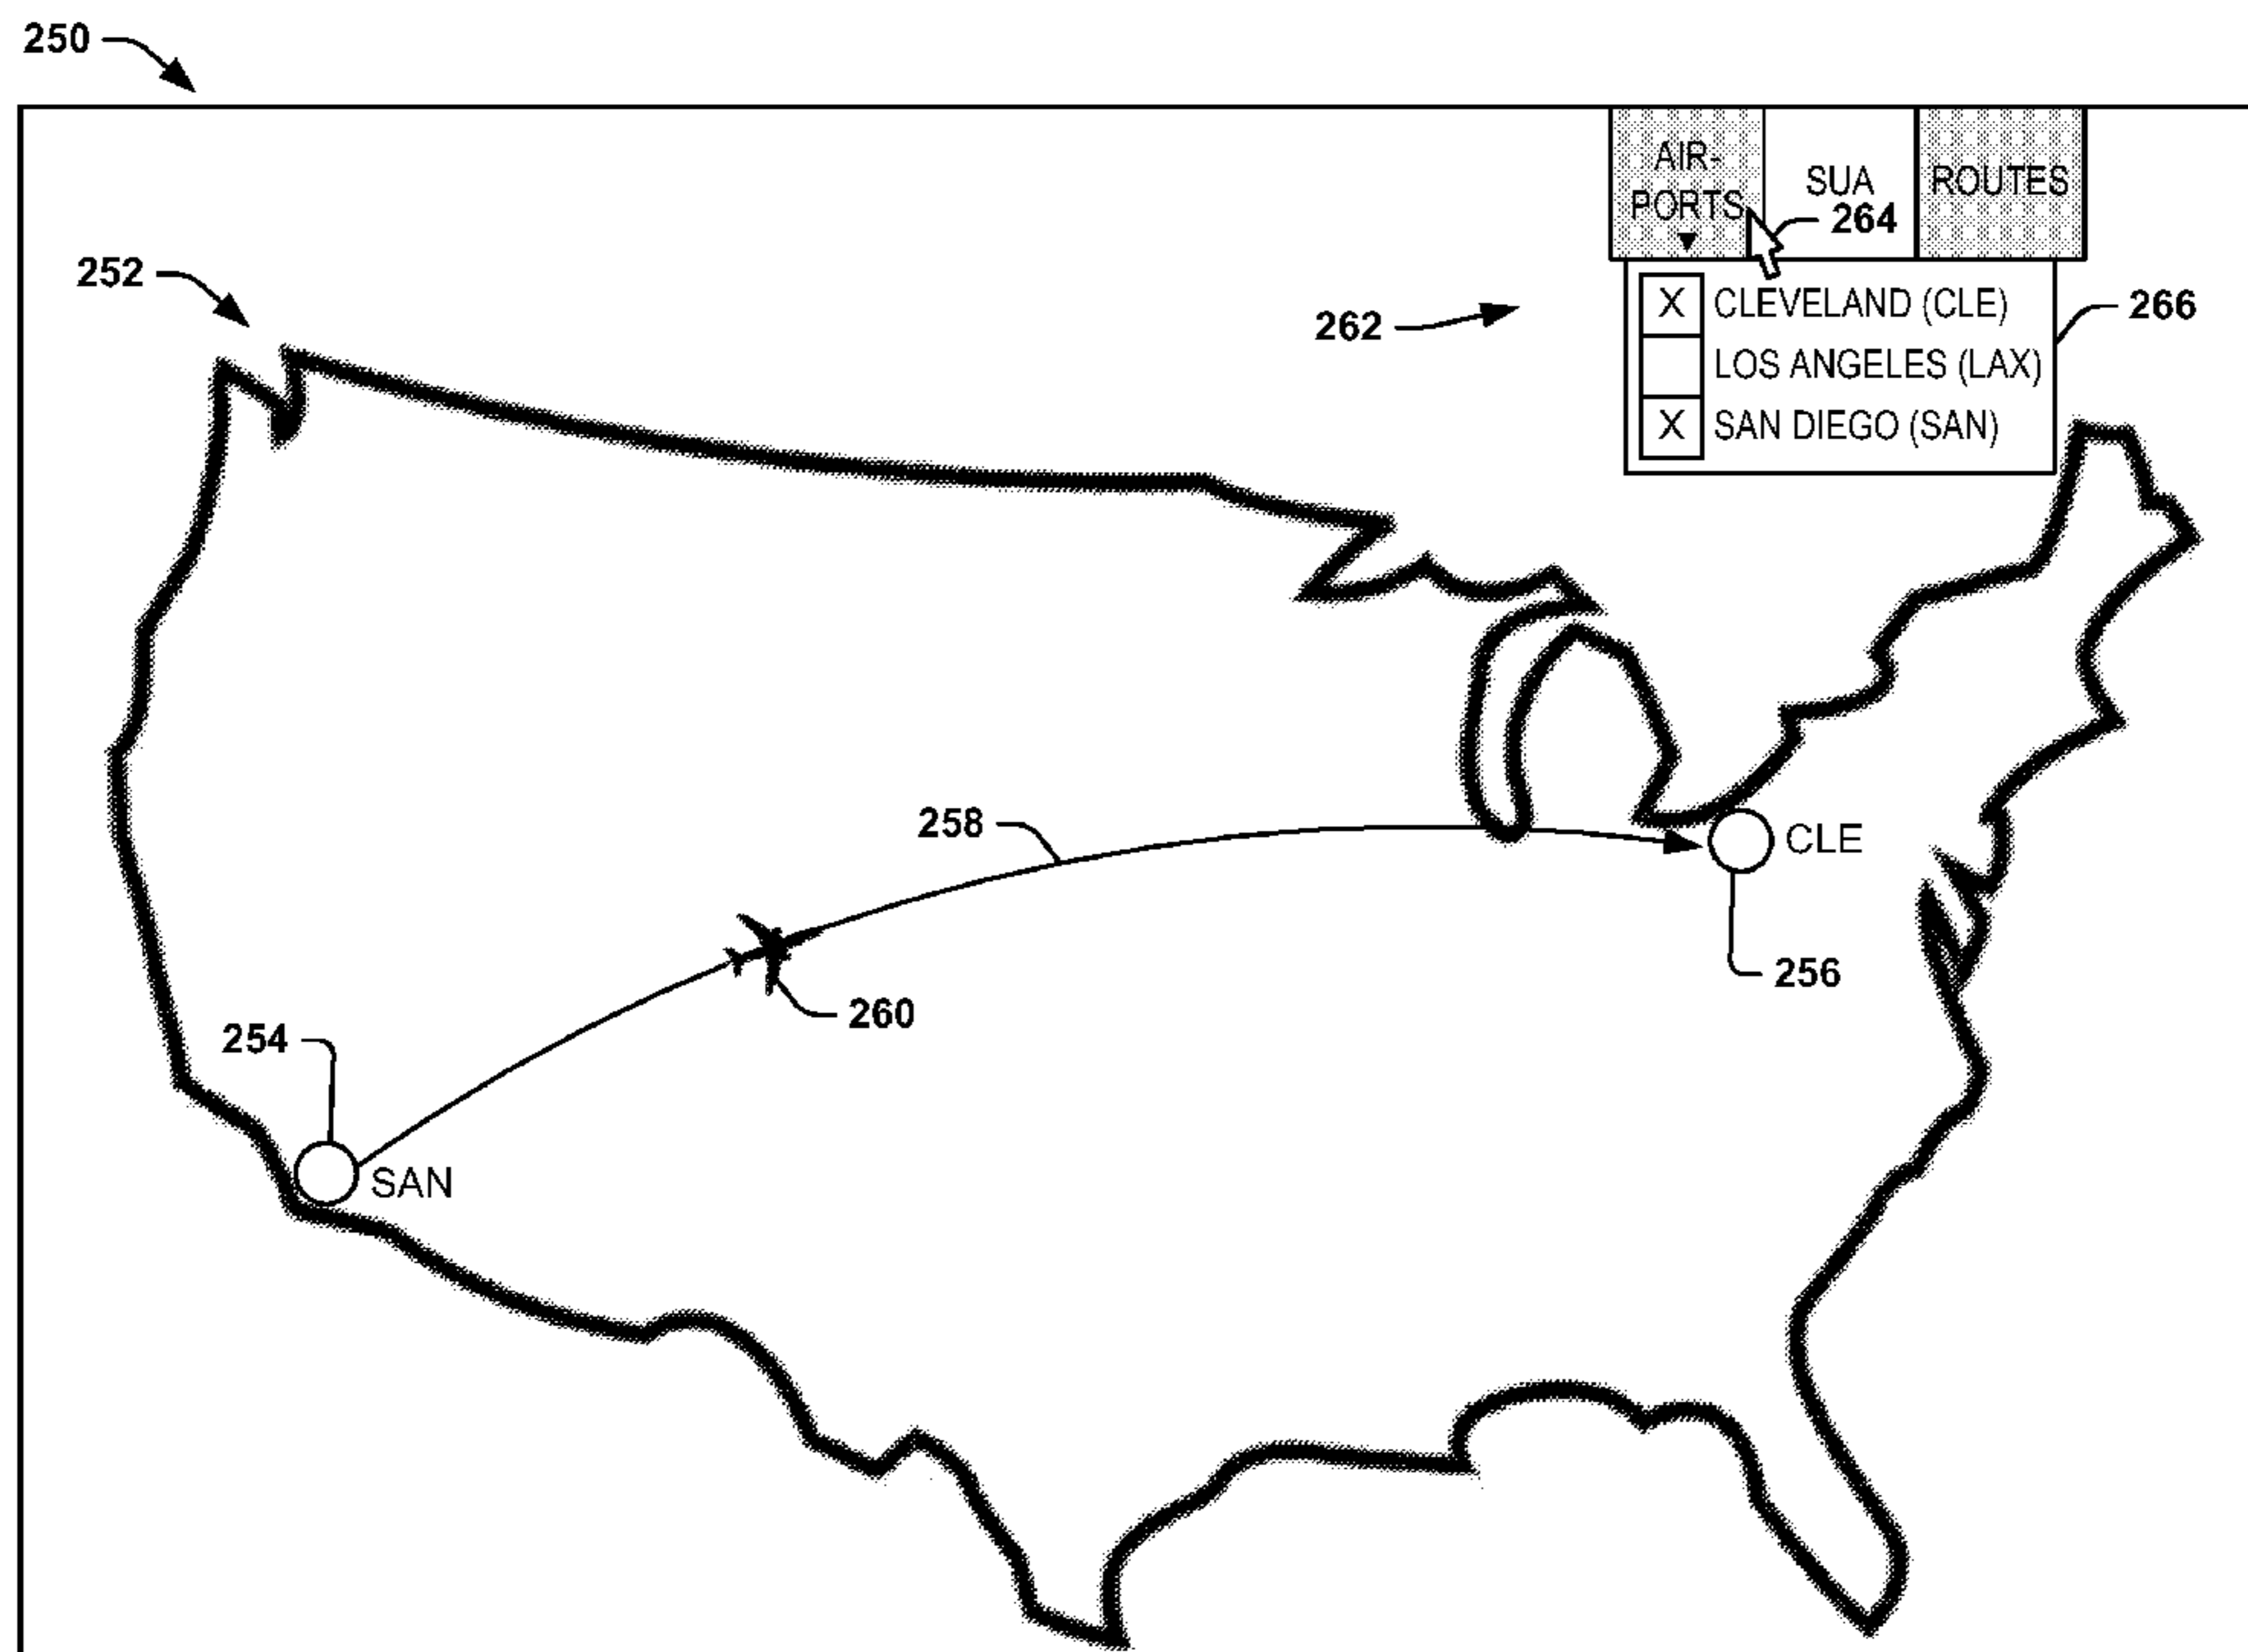 250
AIR-
PORTS
SUA
ROUTES
264
252
262
X CLEVELAND (CLE)
LOS ANGELES (LAX)
X SAN DIEGO (SAN)
266
258
CLE
256
260
254
SAN